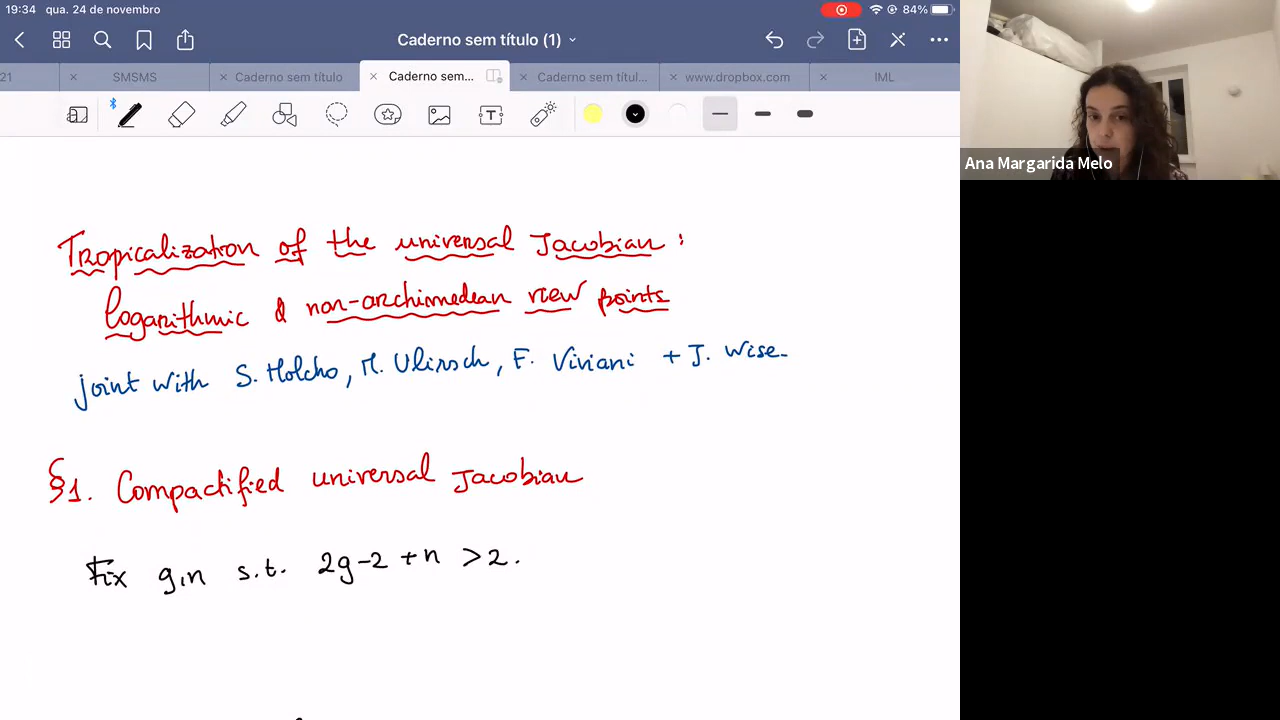 19:34 qua. 24 de novembro 84%
Caderno sem título (1)
21 SMSMS Caderno sem título Caderno sem... Caderno sem títul... www.dropbox.com IML
Ana Margarida Melo
Tropicalization of the universal Jacobian:
logarithmic & non-archimedean view points
joint with S. Molcho, M. Ulirsch, F. Viviani + J. Wise
§1. Compactified universal Jacobian
Fix g,n s.t. 2g-2+n >2.